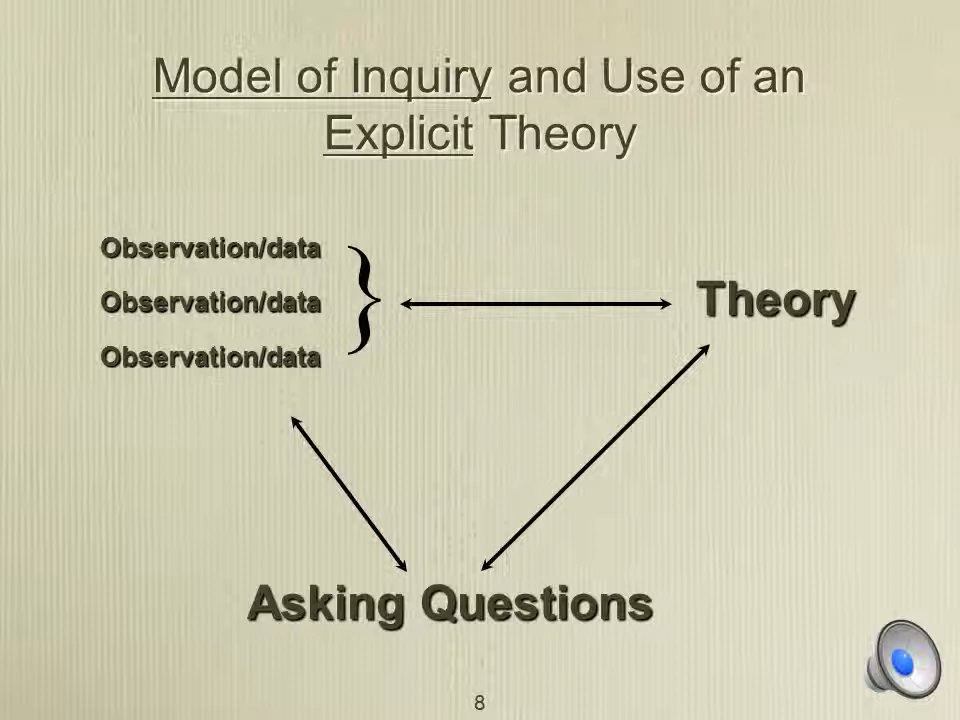 Model of Inquiry and Use of an
Explicit Theory
Observation/data
Observation/data
Observation/data
}
Theory
Asking Questions
8